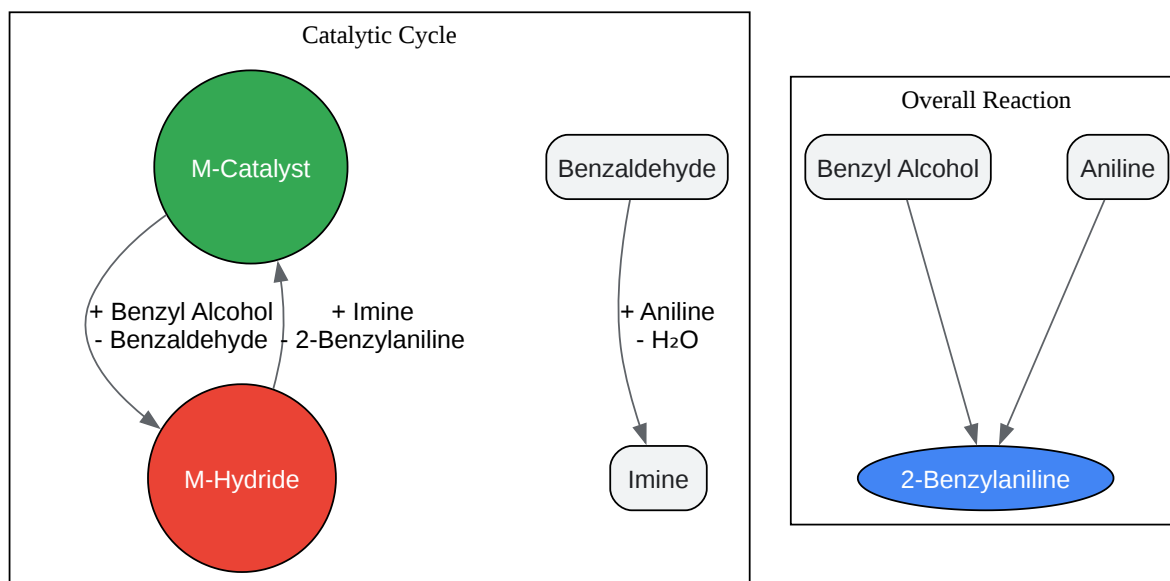 Catalytic Cycle
M-Catalyst
+ Benzyl Alcohol
- Benzaldehyde
+ Imine
- 2-Benzylaniline
M-Hydride
Benzaldehyde
+ Aniline
- H₂O
Imine
Overall Reaction
Benzyl Alcohol
Aniline
2-Benzylaniline